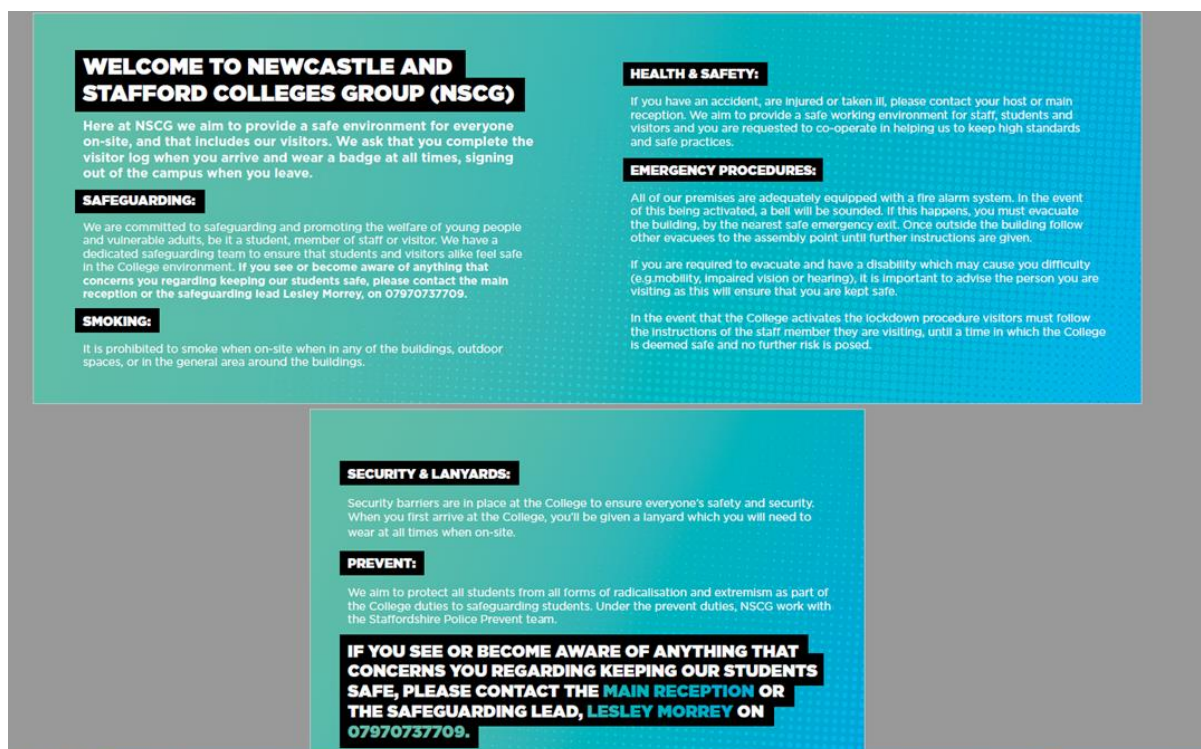 WELCOME TO NEWCASTLE AND
STAFFORD COLLEGES GROUP (NSCG)
Here at NSCG we aim to provide a safe environment for everyone
on-site, and that includes our visitors. We ask that you complete the
visitor log when you arrive and wear a badge at all times, signing
out of the campus when you leave.
SAFEGUARDING:
We are committed to safeguarding and promoting the welfare of young people
and vulnerable adults, be it a student, member of staff or visitor. We have a
dedicated safeguarding team to ensure that students and visitors alike feel safe
in the College environment. If you see or become aware of anything that
concerns you regarding keeping our students safe, please contact the main
reception or the safeguarding lead Lesley Morrey, on 07970737709.
SMOKING:
It is prohibited to smoke when on-site when in any of the buildings, outdoor
spaces, or in the general area around the buildings.
HEALTH & SAFETY:
If you have an accident, are injured or taken ill, please contact your host or main
reception. We aim to provide a safe working environment for staff, students and
visitors and you are requested to co-operate in helping us to keep high standards
and safe practices.
EMERGENCY PROCEDURES:
All of our premises are adequately equipped with a fire alarm system. In the event
of this being activated, a bell will be sounded. If this happens, you must evacuate
the building, by the nearest safe emergency exit. Once outside the building follow
other evacuees to the assembly point until further instructions are given.
If you are required to evacuate and have a disability which may cause you difficulty
(e.g.mobility, impaired vision or hearing), it is important to advise the person you are
visiting as this will ensure that you are kept safe.
In the event that the College activates the lockdown procedure visitors must follow
the instructions of the staff member they are visiting, until a time in which the College
is deemed safe and no further risk is posed.
SECURITY & LANYARDS:
Security barriers are in place at the College to ensure everyone's safety and security.
When you first arrive at the College, you'll be given a lanyard which you will need to
wear at all times when on-site.
PREVENT:
We aim to protect all students from all forms of radicalisation and extremism as part of
the College duties to safeguarding students. Under the prevent duties, NSCG work with
the Staffordshire Police Prevent team.
IF YOU SEE OR BECOME AWARE OF ANYTHING THAT
CONCERNS YOU REGARDING KEEPING OUR STUDENTS
SAFE, PLEASE CONTACT THE MAIN RECEPTION OR
THE SAFEGUARDING LEAD, LESLEY MORREY ON
07970737709.